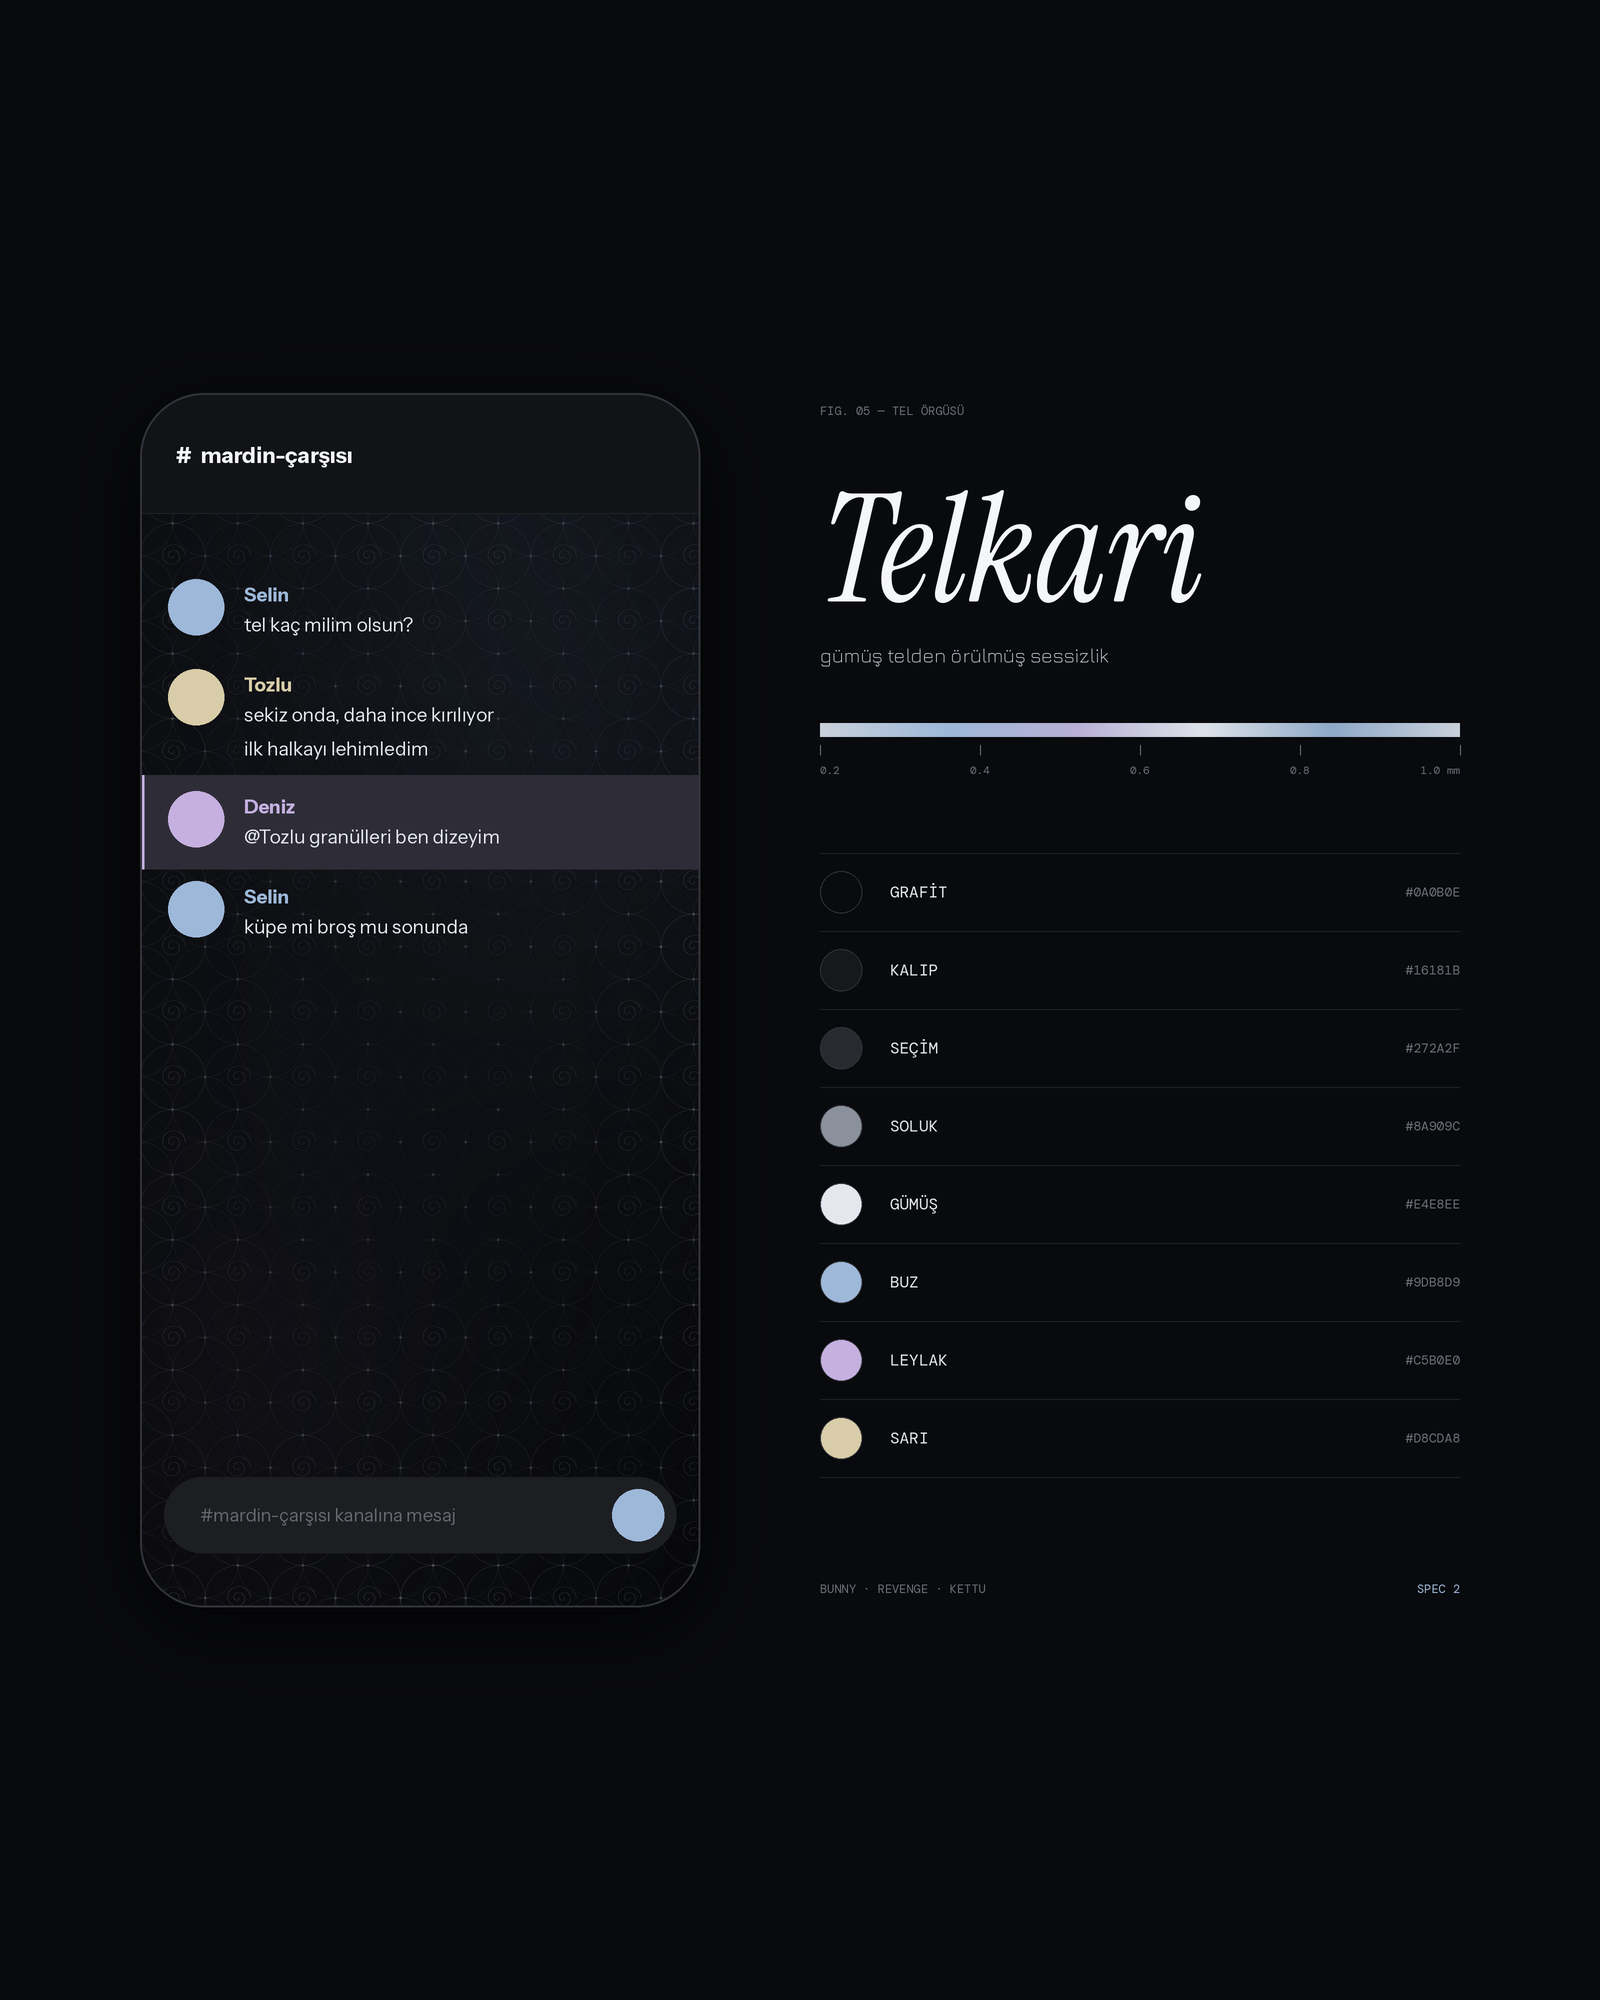 # mardin-çarşısı
Selin
tel kaç milim olsun?
Tozlu
sekiz onda, daha ince kırılıyor
ilk halkayı lehimledim
Deniz
@Tozlu granülleri ben dizeyim
Selin
küpe mi broş mu sonunda
#mardin-çarşısı kanalına mesaj
FIG. 05 — TEL ÖRGÜSÜ
Telkari
gümüş telden örülmüş sessizlik
0.2 0.4 0.6 0.8 1.0 mm
GRAFİT #0A0B0E
KALIP #16181B
SEÇİM #272A2F
SOLUK #8A909C
GÜMÜŞ #E4E8EE
BUZ #9DB8D9
LEYLAK #C5B0E0
SARI #D8CDA8
BUNNY · REVENGE · KETTU SPEC 2